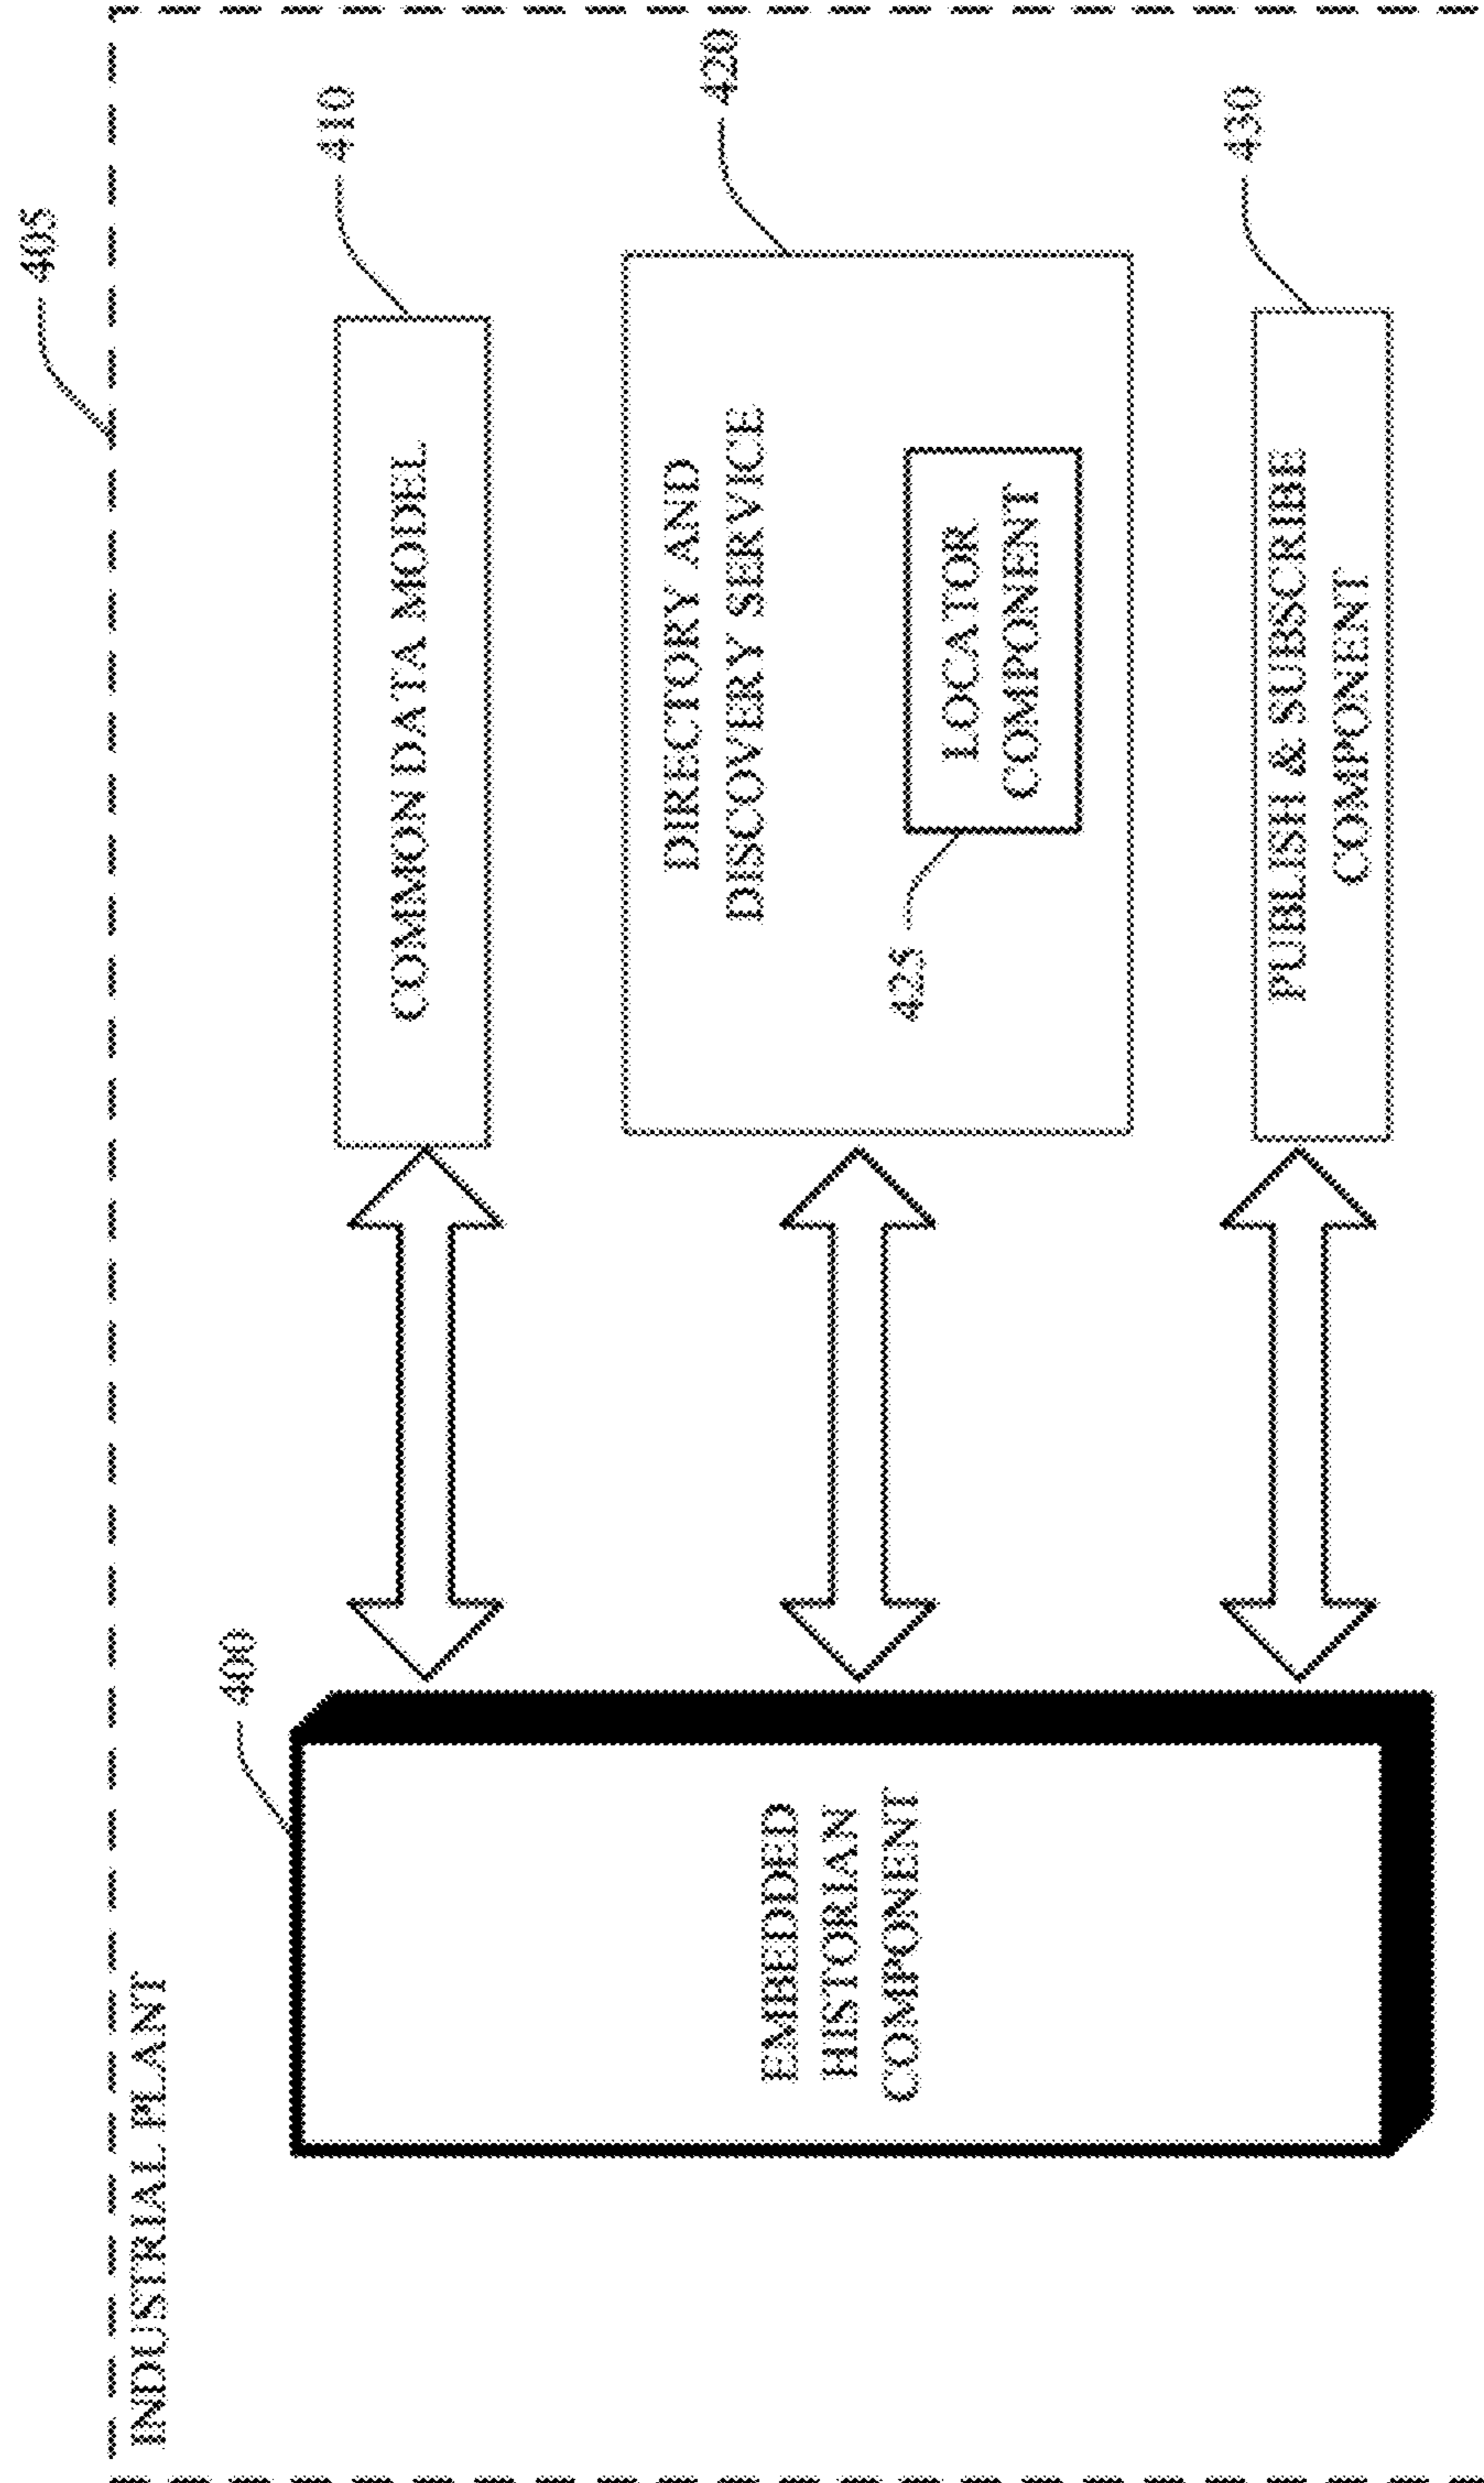 405
INDUSTRIAL PLANT
400
410
COMMON DATA MODEL
420
DIRECTORY AND
DISCOVERY SERVICE
EMBEDDED
HISTORIAN
COMPONENT
425
LOCATOR
COMPONENT
430
PUBLISH & SUBSCRIBE
COMPONENT